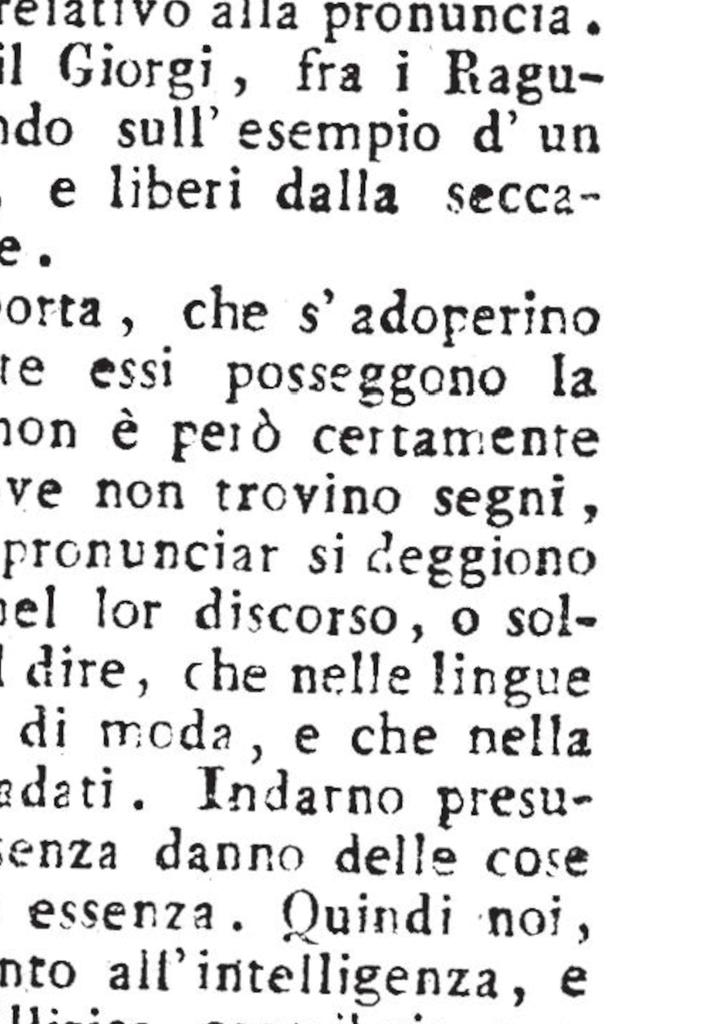 relativo alla pronuncia.
il Giorgi, fra i Ragu-
ndo sull' esempio d' un
, e liberi dalla secca-
e.
orta, che s' adoperino
te essi posseggono la
non è però certamente
ve non trovino segni,
pronunciar si deggiono
nel lor discorso, o sol-
l dire, che nelle lingue
di moda, e che nella
adati. Indarno presu-
senza danno delle cose
essenza. Quindi noi,
nto all'intelligenza, e